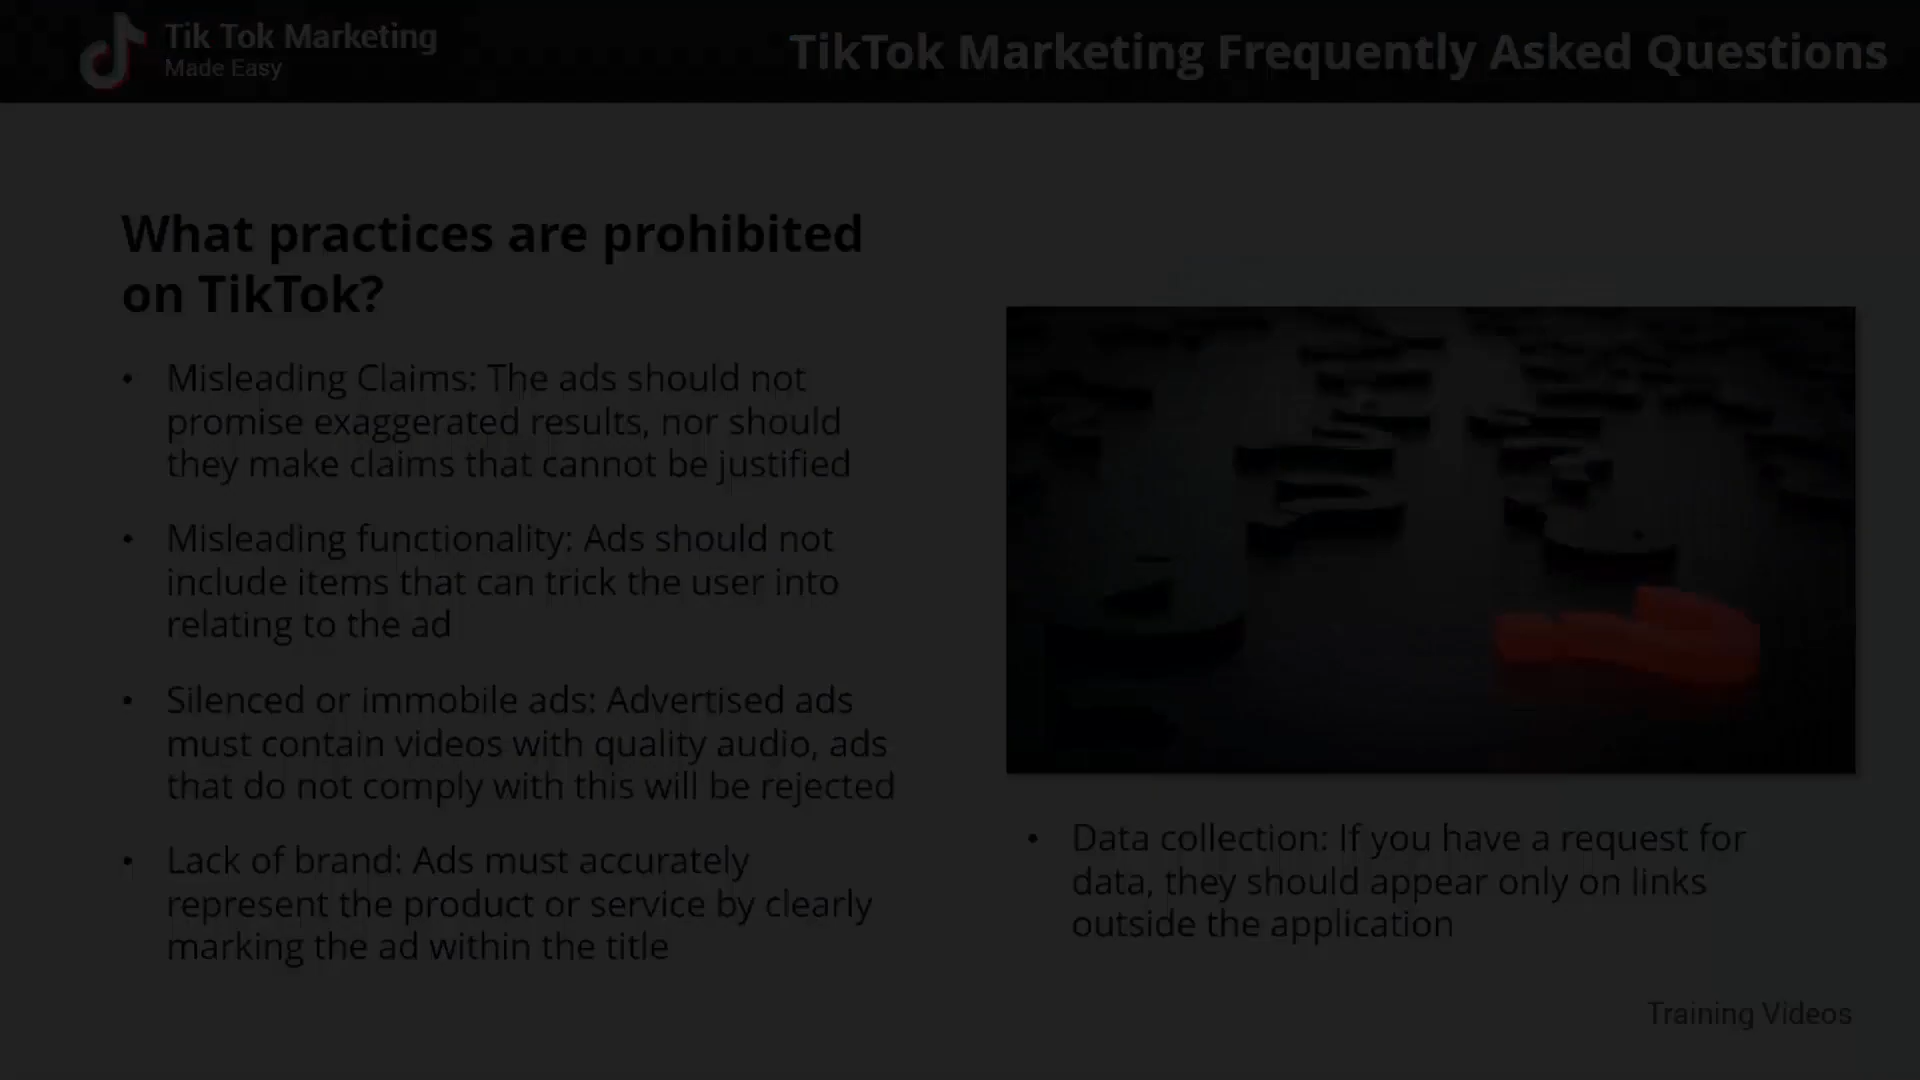 Tik Tok Marketing
Made Easy
TikTok Marketing Frequently Asked Questions
What practices are prohibited
on TikTok?
• Misleading Claims: The ads should not
promise exaggerated results, nor should
they make claims that cannot be justified
• Misleading functionality: Ads should not
include items that can trick the user into
relating to the ad
• Silenced or immobile ads: Advertised ads
must contain videos with quality audio, ads
that do not comply with this will be rejected
• Lack of brand: Ads must accurately
represent the product or service by clearly
marking the ad within the title
• Data collection: If you have a request for
data, they should appear only on links
outside the application
Training Videos